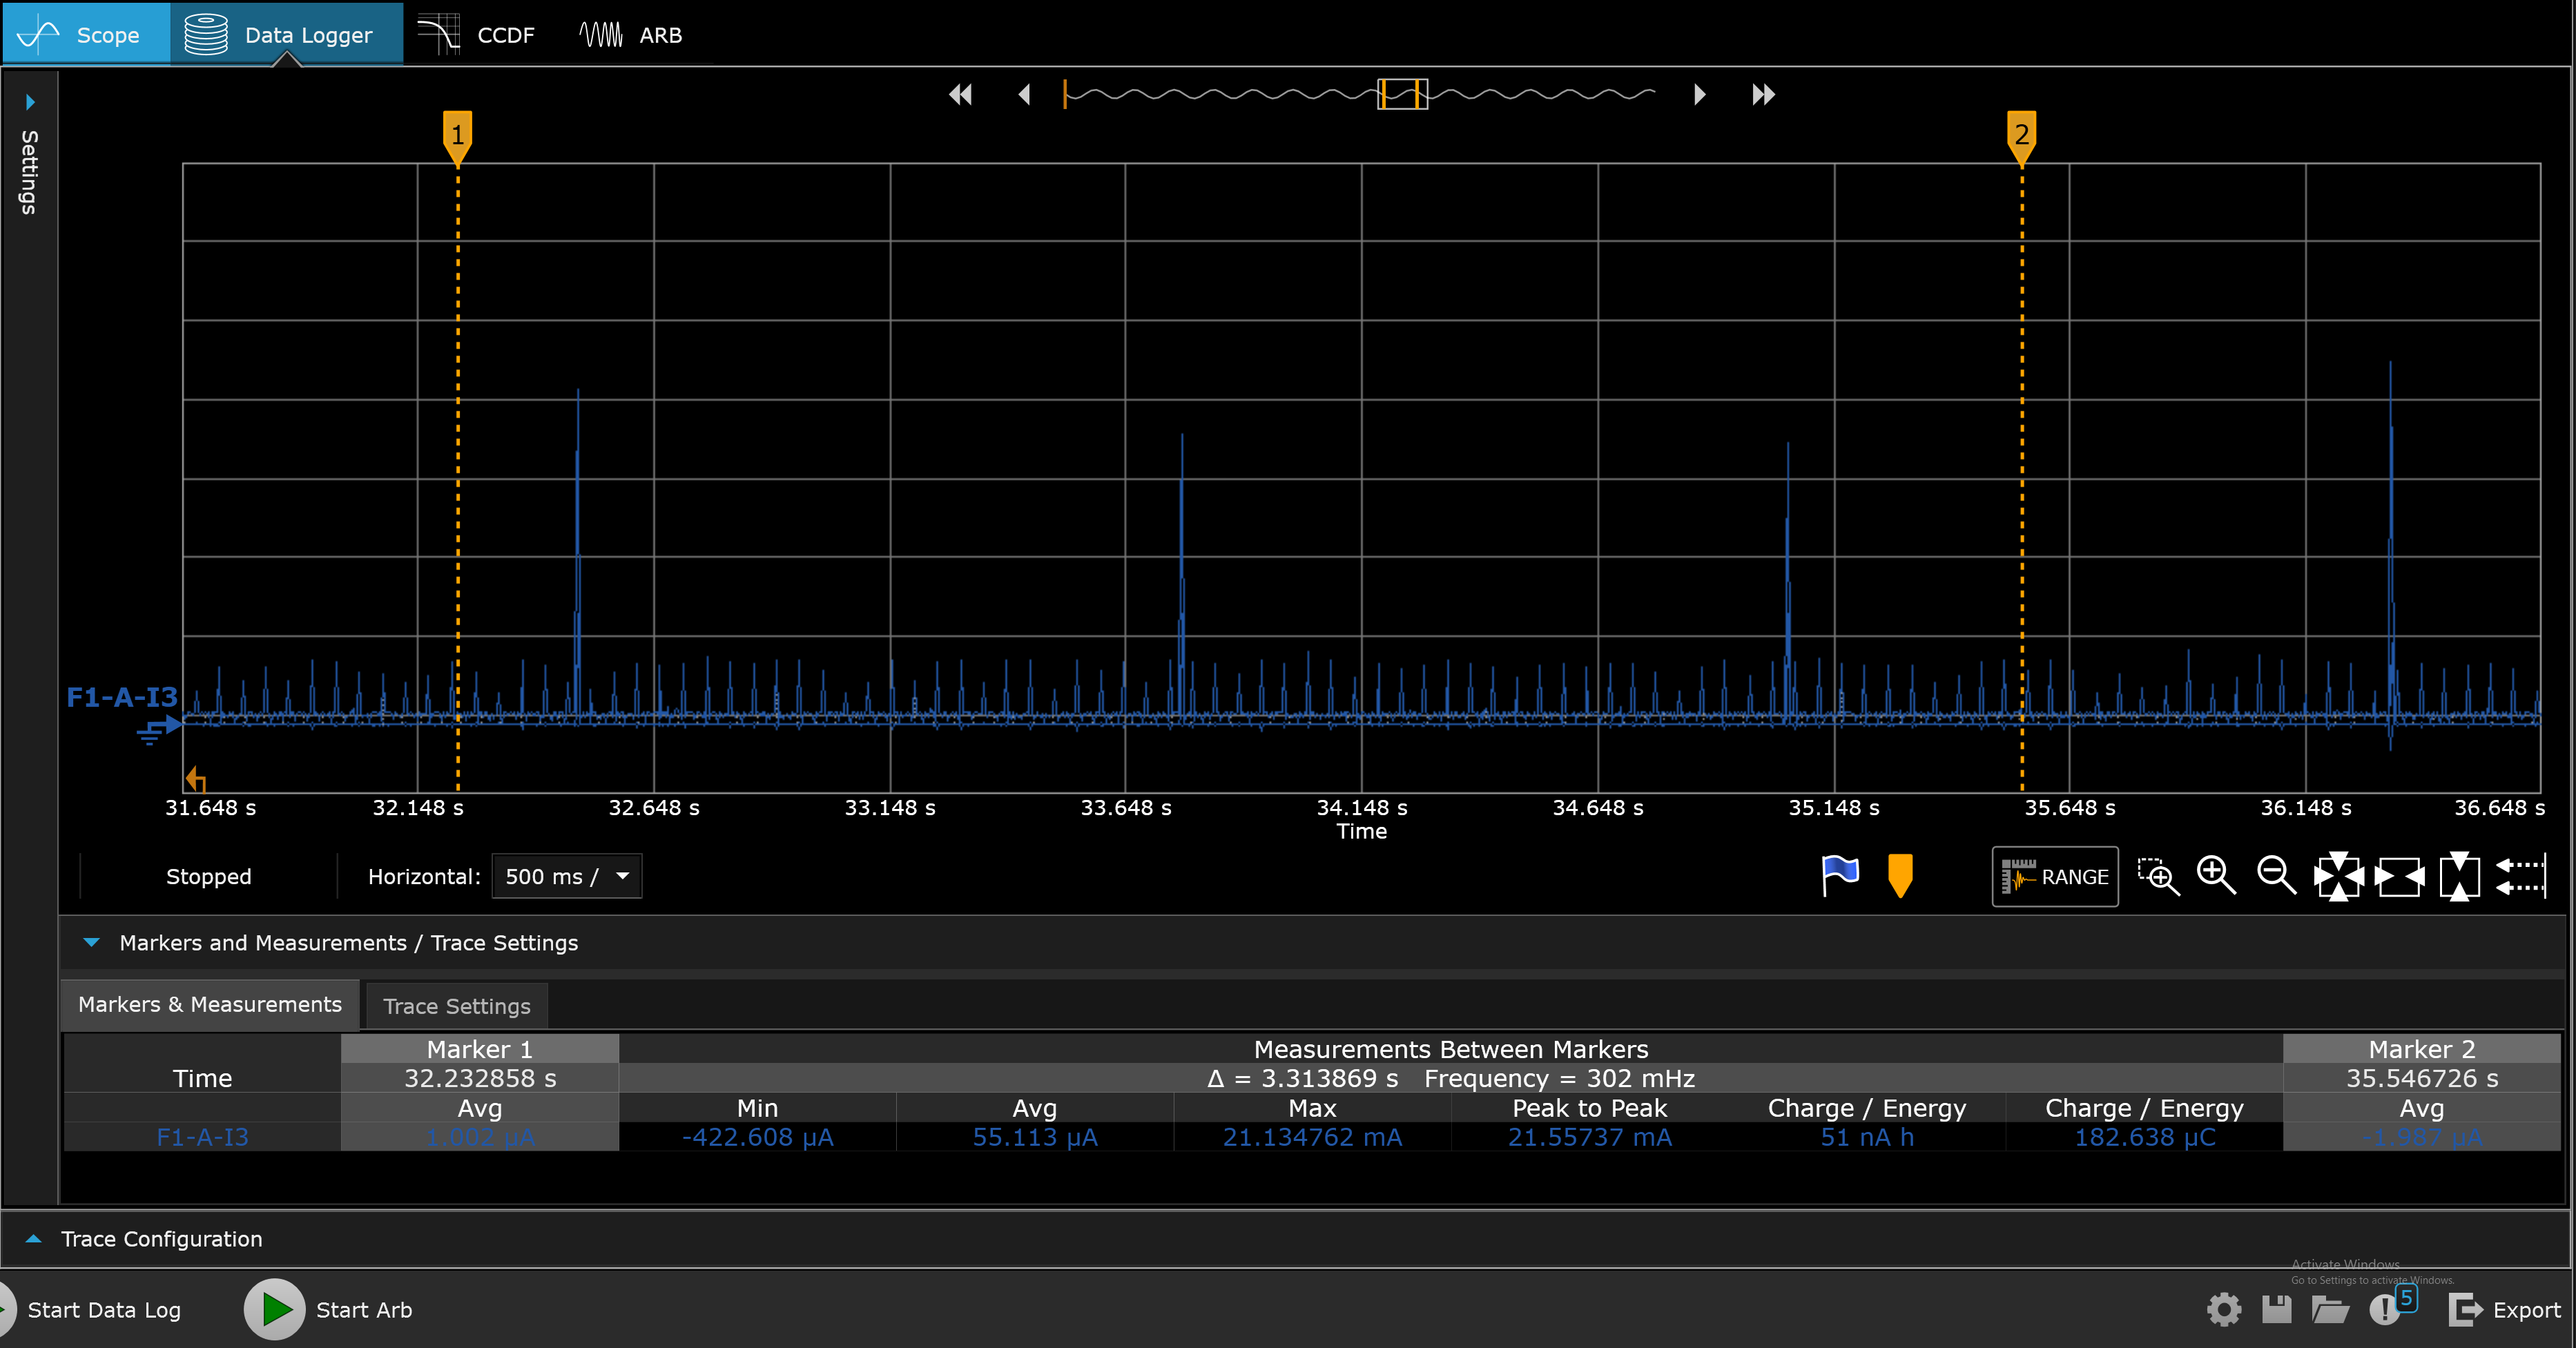 Scope Data Logger CCDF ARB
Settings
1 2
F1-A-I3
31.648 s 32.148 s 32.648 s 33.148 s 33.648 s 34.148 s 34.648 s 35.148 s 35.648 s 36.148 s 36.648 s
Time
Stopped Horizontal: 500 ms / RANGE
Markers and Measurements / Trace Settings
Markers & Measurements Trace Settings
Marker 1 Measurements Between Markers Marker 2
Time 32.232858 s Δ = 3.313869 s Frequency = 302 mHz 35.546726 s
Avg Min Avg Max Peak to Peak Charge / Energy Charge / Energy Avg
F1-A-I3 1.002 µA -422.608 µA 55.113 µA 21.134762 mA 21.55737 mA 51 nA h 182.638 µC -1.987 µA
Trace Configuration
Activate Windows
Go to Settings to activate Windows.
Start Data Log Start Arb 5 Export